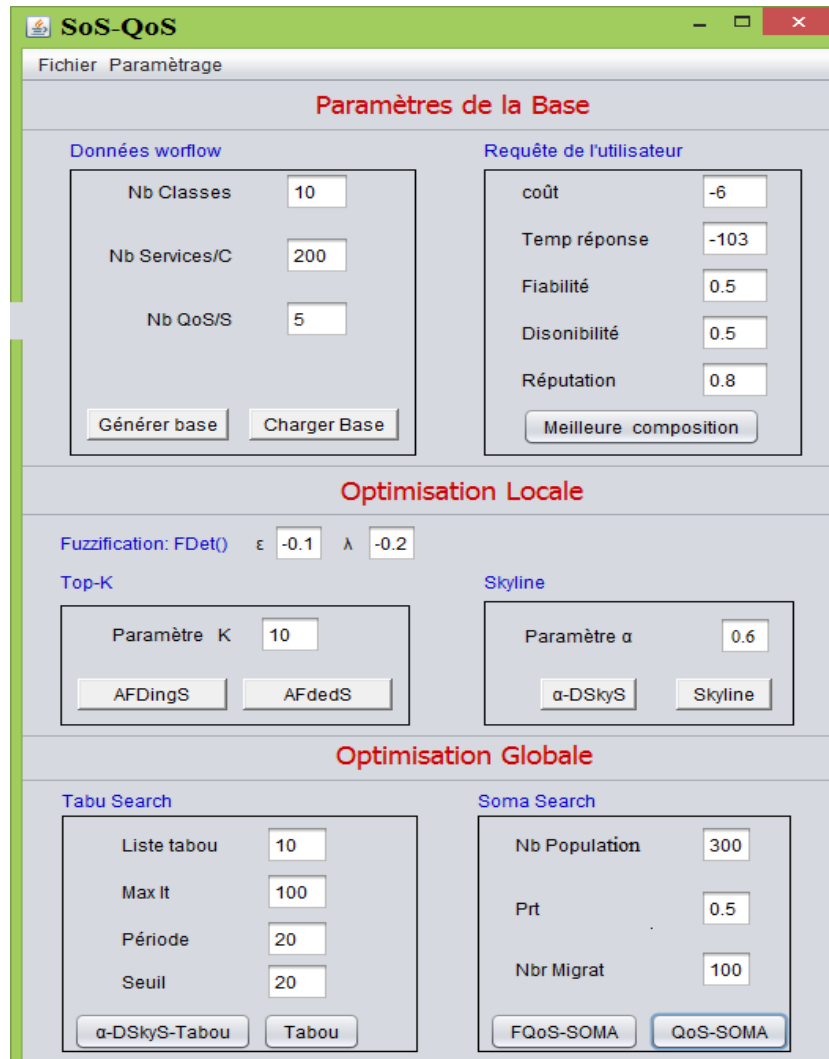 SoS-QoS
Fichier Paramètrage
Paramètres de la Base
Données worflow
Nb Classes 10
Nb Services/C 200
Nb QoS/S 5
Générer base Charger Base
Requête de l'utilisateur
coût -6
Temp réponse -103
Fiabilité 0.5
Disonibilité 0.5
Réputation 0.8
Meilleure composition
Optimisation Locale
Fuzzification: FDet() ε -0.1 λ -0.2
Top-K
Paramètre K 10
AFDingS AFdedS
Skyline
Paramètre α 0.6
α-DSkyS Skyline
Optimisation Globale
Tabu Search
Liste tabou 10
Max It 100
Période 20
Seuil 20
α-DSkyS-Tabou Tabou
Soma Search
Nb Population 300
Prt 0.5
Nbr Migrat 100
FQoS-SOMA QoS-SOMA